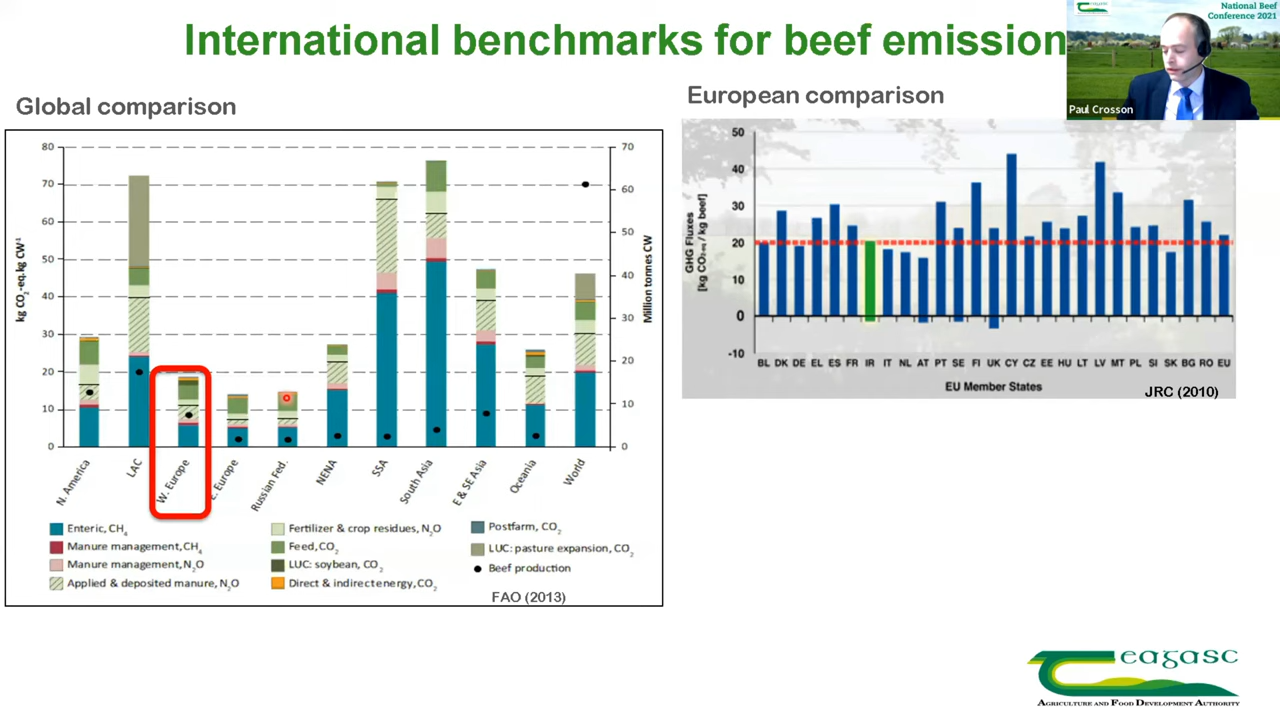 International benchmarks for beef emission
National Beef
Conference 2021
Paul Crosson
Global comparison
European comparison
80
70
60
50
40
30
20
10
0
kg CO2-eq.kg CW-1
70
60
50
40
30
20
10
0
Million tonnes CW
N. America
LAC
W. Europe
E. Europe
Russian Fed.
NENA
SSA
South Asia
E & SE Asia
Oceania
World
Enteric, CH4
Manure management, CH4
Manure management, N2O
Applied & deposited manure, N2O
Fertilizer & crop residues, N2O
Feed, CO2
LUC: soybean, CO2
Direct & indirect energy, CO2
Postfarm, CO2
LUC: pasture expansion, CO2
Beef production
FAO (2013)
50
40
30
20
10
0
-10
GHG Fluxes
[kg CO2eq / kg beef]
BL DK DE EL ES FR IR IT NL AT PT SE FI UK CY CZ EE HU LT LV MT PL SI SK BG RO EU
EU Member States
JRC (2010)
eagasc
AGRICULTURE AND FOOD DEVELOPMENT AUTHORITY